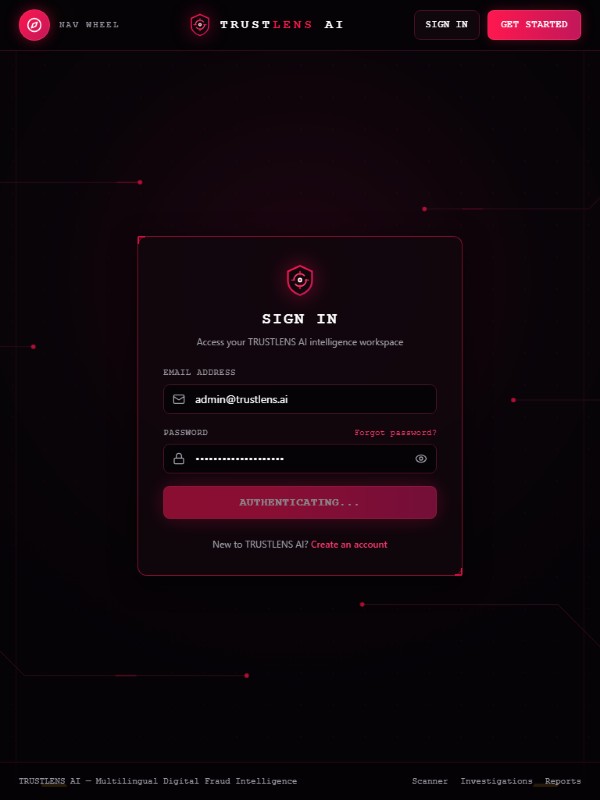 NAV WHEEL
TRUSTLENS AI
SIGN IN
GET STARTED
SIGN IN
Access your TRUSTLENS AI intelligence workspace
EMAIL ADDRESS
admin@trustlens.ai
PASSWORD
Forgot password?
••••••••••••••••••••
AUTHENTICATING...
New to TRUSTLENS AI? Create an account
TRUSTLENS AI — Multilingual Digital Fraud Intelligence
Scanner Investigations Reports